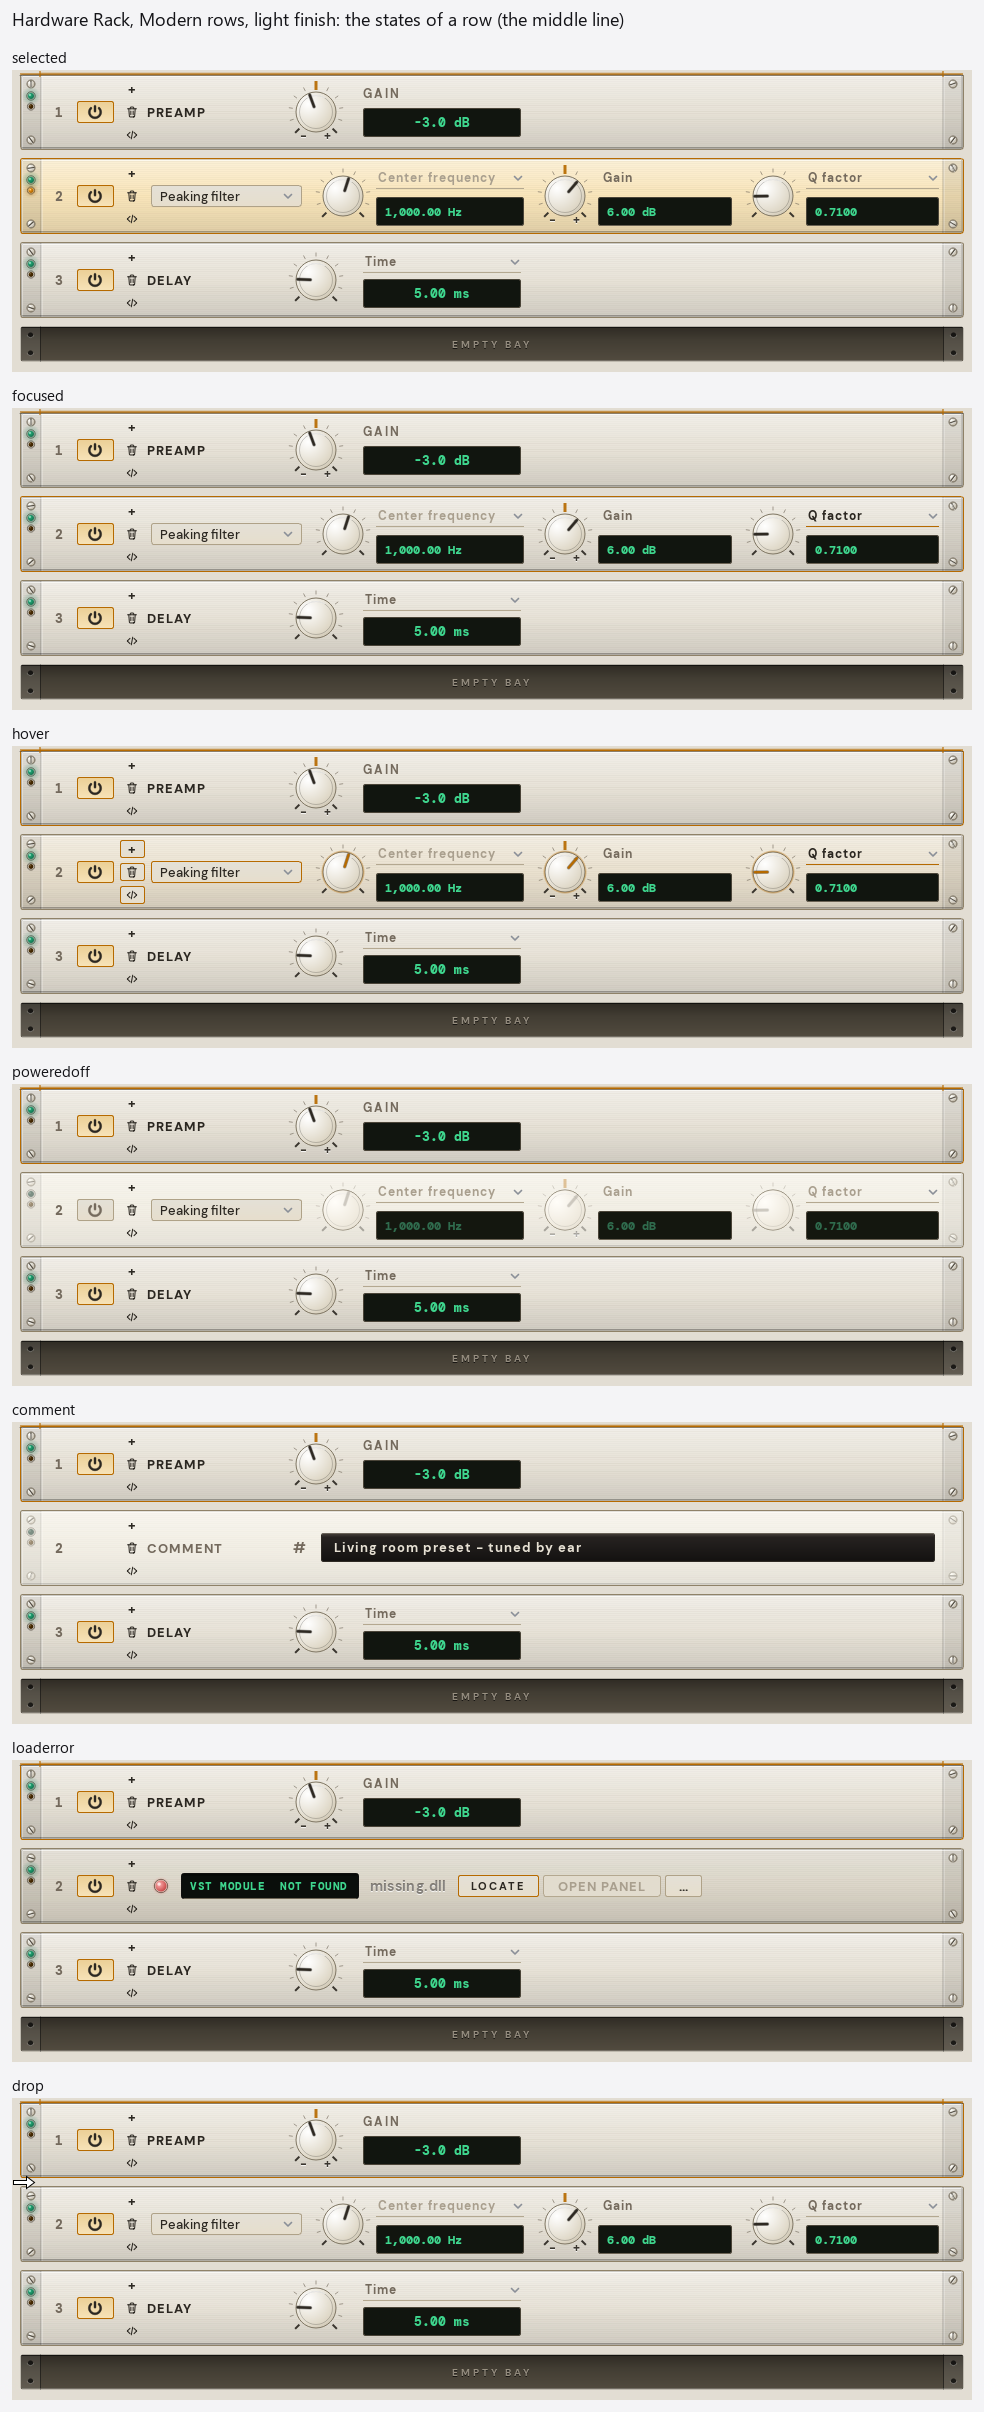 Hardware Rack, Modern rows, light finish: the states of a row (the middle line)
selected
1 + PREAMP </> GAIN -3.0 dB - +
2 + Peaking filter </> Center frequency 1,000.00 Hz Gain 6.00 dB - + Q factor 0.7100
3 + DELAY </> Time 5.00 ms
EMPTY BAY
focused
1 + PREAMP </> GAIN -3.0 dB - +
2 + Peaking filter </> Center frequency 1,000.00 Hz Gain 6.00 dB - + Q factor 0.7100
3 + DELAY </> Time 5.00 ms
EMPTY BAY
hover
1 + PREAMP </> GAIN -3.0 dB - +
2 + Peaking filter </> Center frequency 1,000.00 Hz Gain 6.00 dB - + Q factor 0.7100
3 + DELAY </> Time 5.00 ms
EMPTY BAY
poweredoff
1 + PREAMP </> GAIN -3.0 dB - +
2 + Peaking filter </> Center frequency 1,000.00 Hz Gain 6.00 dB - + Q factor 0.7100
3 + DELAY </> Time 5.00 ms
EMPTY BAY
comment
1 + PREAMP </> GAIN -3.0 dB - +
2 + COMMENT </> # Living room preset - tuned by ear
3 + DELAY </> Time 5.00 ms
EMPTY BAY
loaderror
1 + PREAMP </> GAIN -3.0 dB - +
2 + </> VST MODULE NOT FOUND missing.dll LOCATE OPEN PANEL ...
3 + DELAY </> Time 5.00 ms
EMPTY BAY
drop
1 + PREAMP </> GAIN -3.0 dB - +
2 + Peaking filter </> Center frequency 1,000.00 Hz Gain 6.00 dB - + Q factor 0.7100
3 + DELAY </> Time 5.00 ms
EMPTY BAY